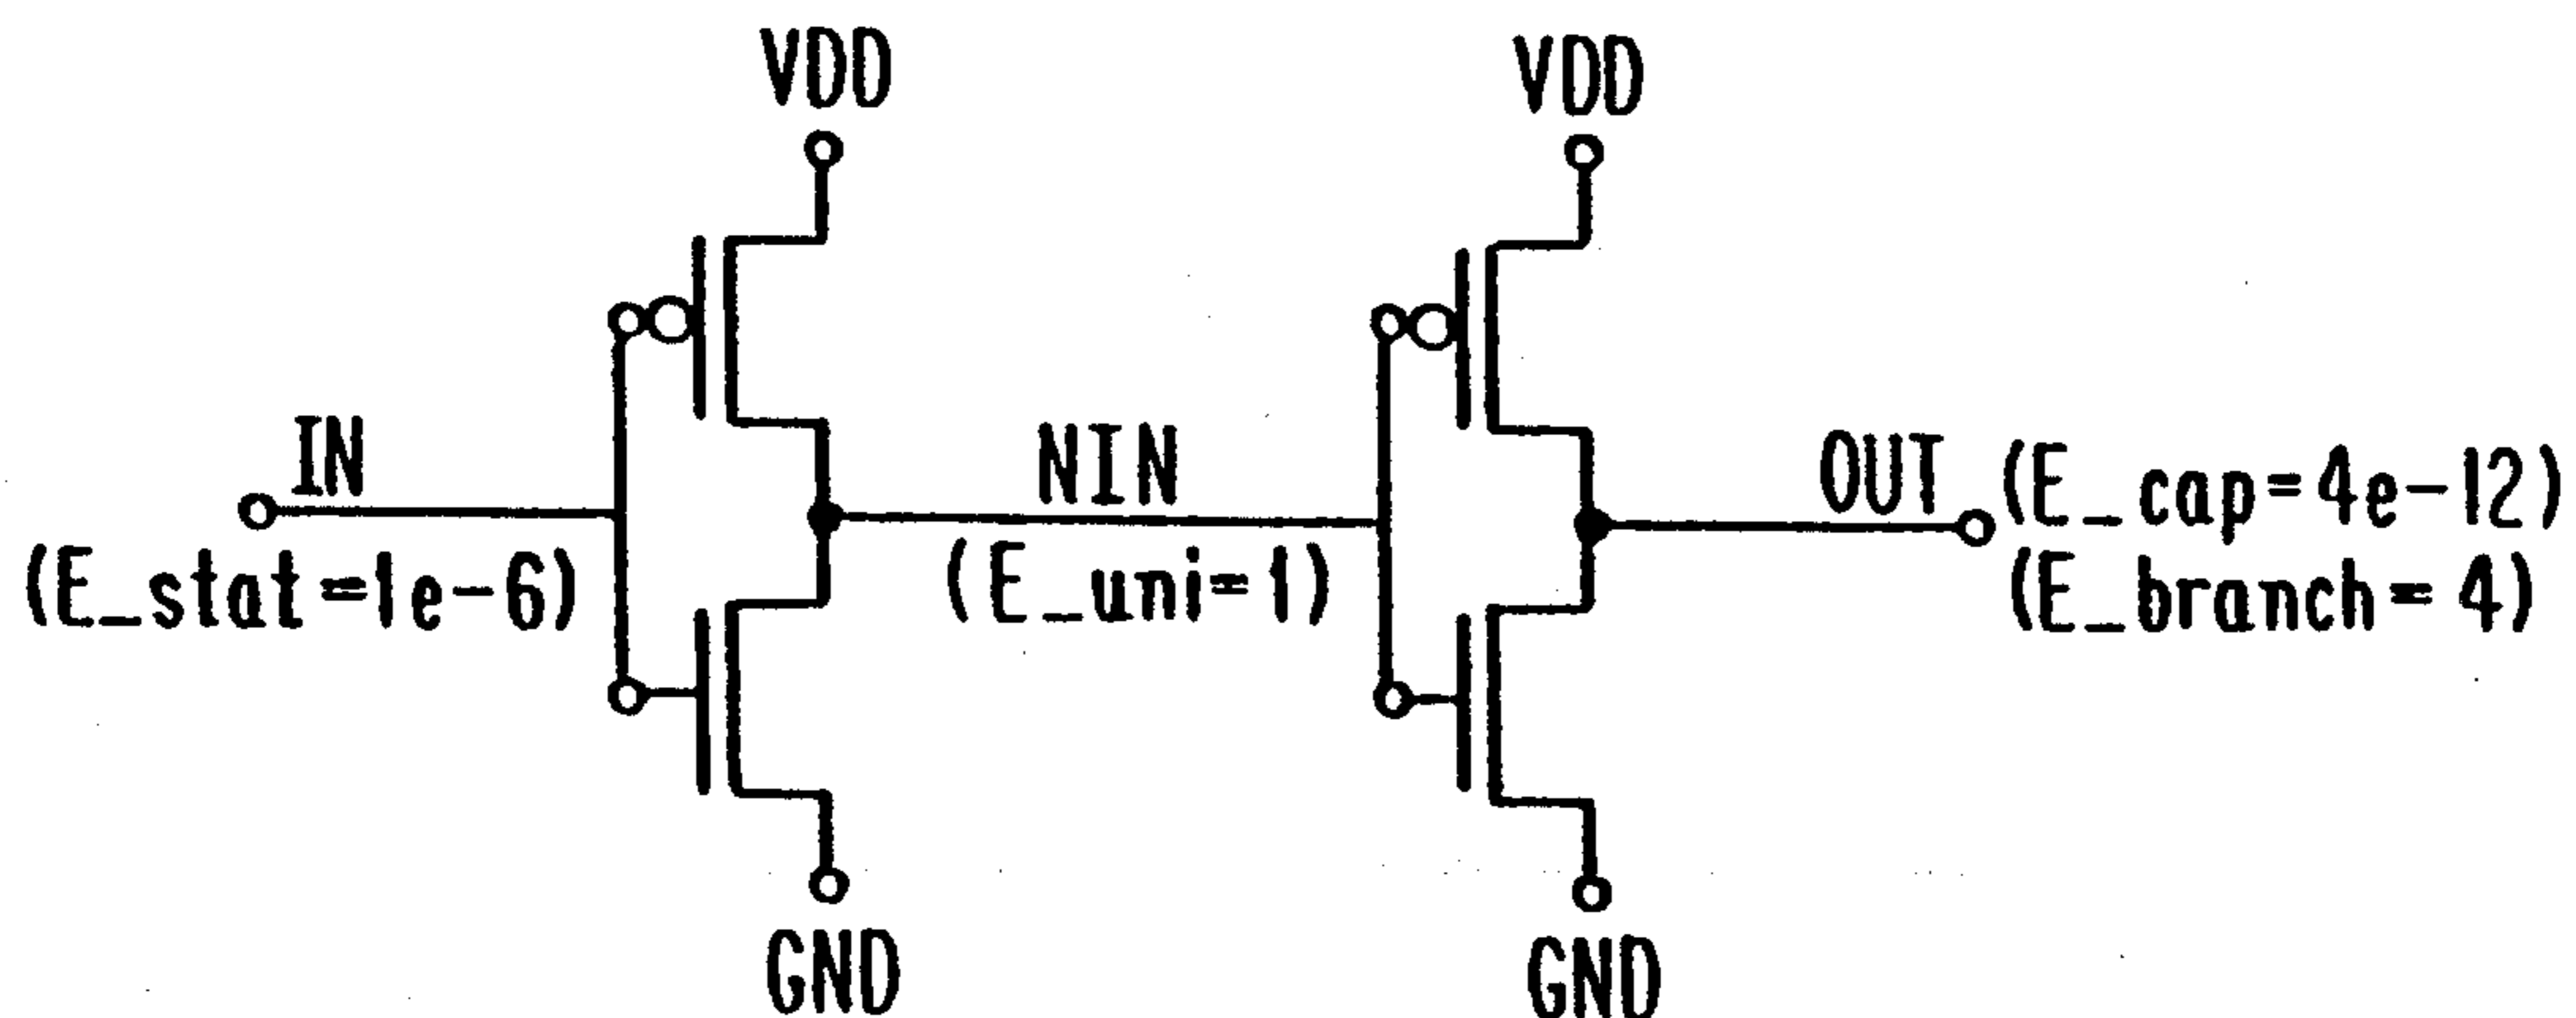 VDD
VDD
IN
NIN
OUT
(E_cap=4e-12)
(E_stat=1e-6)
(E_uni=1)
(E_branch=4)
GND
GND